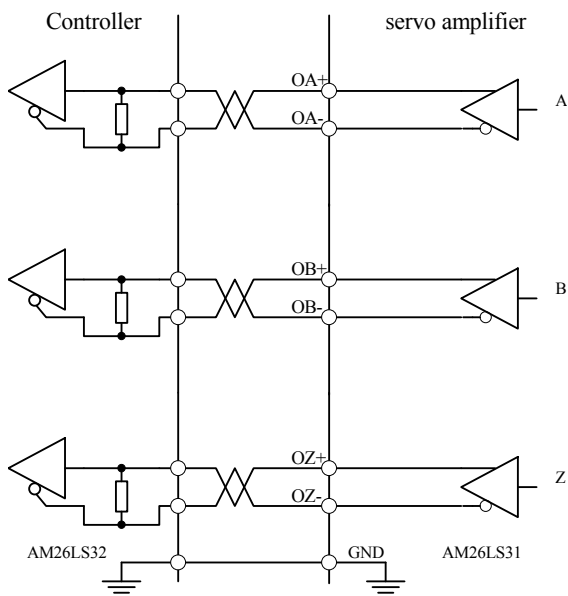 Controller servo amplifier
OA+
A
OA-
OB+
B
OB-
OZ+
Z
OZ-
AM26LS32 GND AM26LS31